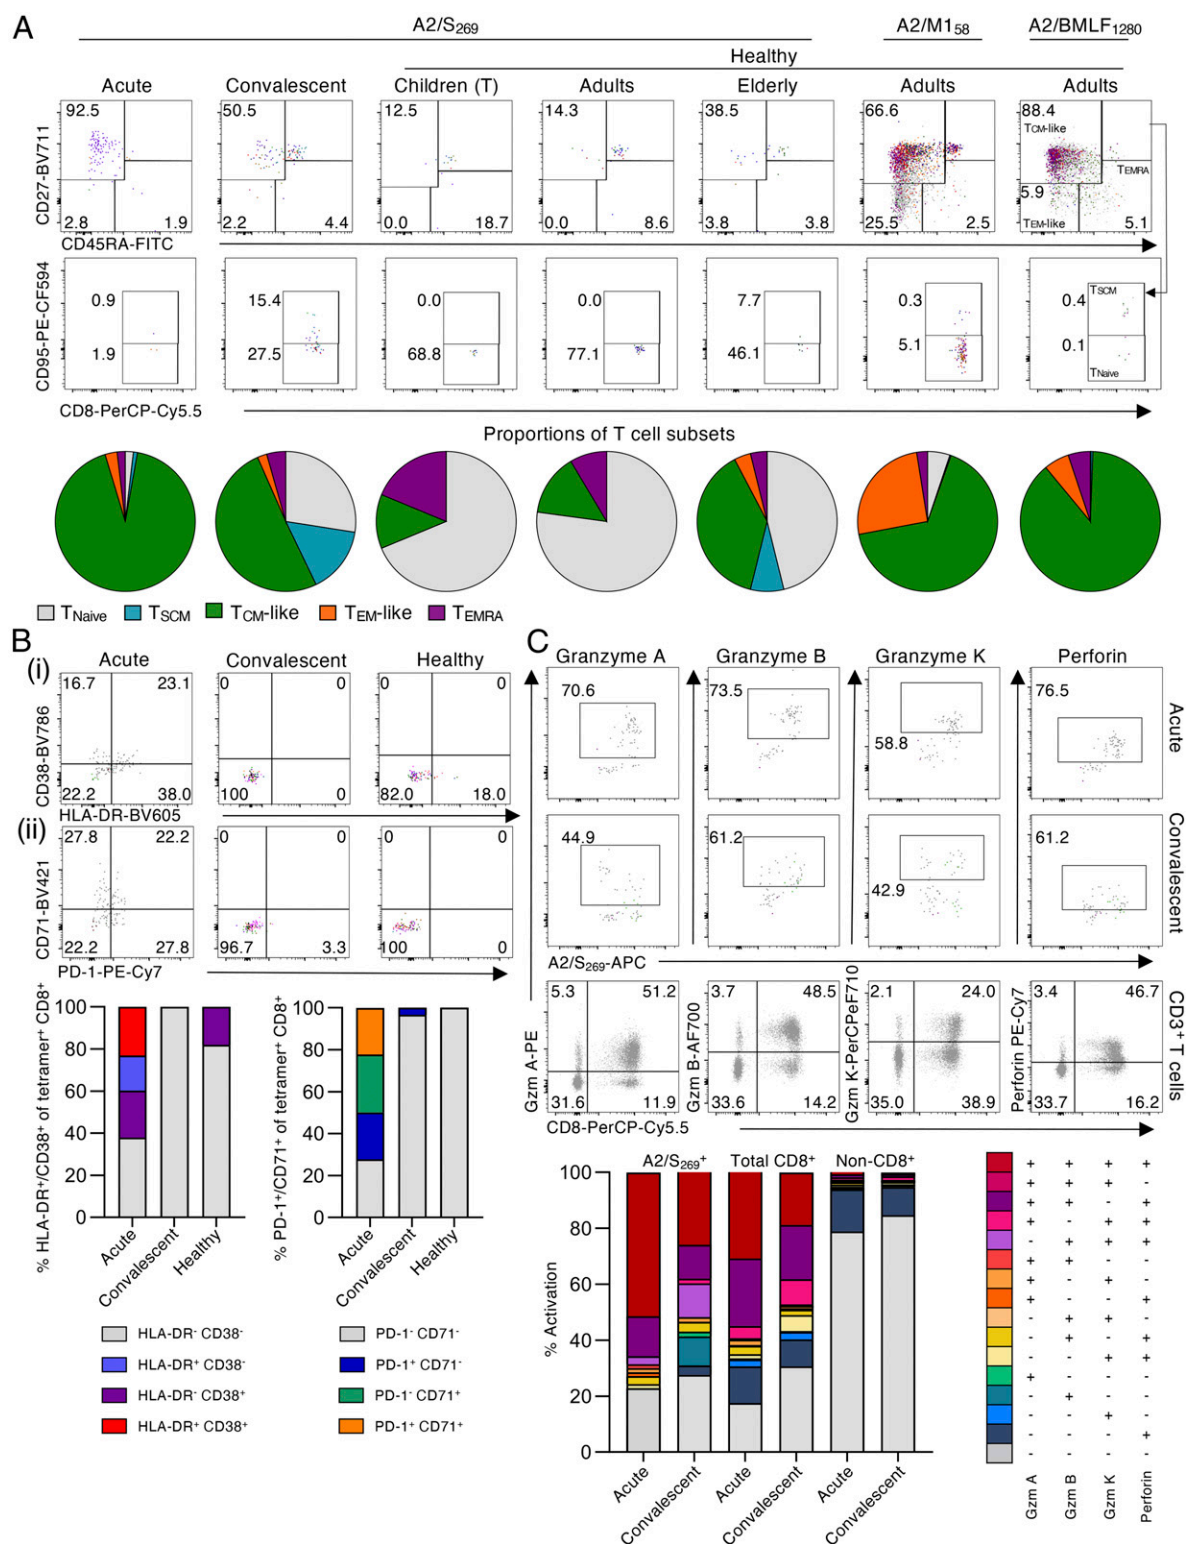 A
A2/S269
A2/M158
A2/BMLF1280
Healthy
Acute
Convalescent
Children (T)
Adults
Elderly
Adults
Adults
92.5
50.5
12.5
14.3
38.5
66.6
88.4
TCM-like
TEMRA
5.9
TEM-like
2.8 1.9
2.2 4.4
0.0 18.7
0.0 8.6
3.8 3.8
25.5 2.5
5.1
CD227-BV711
CD45RA-FITC
0.9
15.4
0.0
0.0
7.7
0.3
0.4
TSCM
1.9
27.5
68.8
77.1
46.1
5.1
0.1
TNaive
CD95-PE-CF594
CD8-PerCP-Cy5.5
Proportions of T cell subsets
TNaive
TSCM
TCM-like
TEM-like
TEMRA
B
(i)
Acute
Convalescent
Healthy
16.7 23.1
0 0
0 0
22.2 38.0
100 0
82.0 18.0
CD38-BV786
HLA-DR-BV605
(ii)
27.8 22.2
0 0
0 0
22.2 27.8
96.7 3.3
100 0
CD71-BV421
PD-1-PE-Cy7
% HLA-DR+/CD38+ of tetramer+ CD8+
100
80
60
40
20
0
Acute
Convalescent
Healthy
% PD-1+/CD71+ of tetramer+ CD8+
100
80
60
40
20
0
Acute
Convalescent
Healthy
HLA-DR- CD38-
HLA-DR+ CD38-
HLA-DR- CD38+
HLA-DR+ CD38+
PD-1- CD71-
PD-1+ CD71-
PD-1- CD71+
PD-1+ CD71+
C
Granzyme A
Granzyme B
Granzyme K
Perforin
70.6
73.5
58.8
76.5
Acute
44.9
61.2
42.9
61.2
Convalescent
A2/S269-APC
5.3 51.2
3.7 48.5
2.1 24.0
3.4 46.7
31.6 11.9
33.6 14.2
35.0 38.9
33.7 16.2
CD3+T cells
Gzm A-PE
Gzm B-AF700
Gzm K-PerCPeF710
Perforin PE-Cy7
CD8-PerCP-Cy5.5
A2/S269+
Total CD8+
Non-CD8+
% Activation
100
80
60
40
20
0
Acute
Convalescent
Acute
Convalescent
Acute
Convalescent
+ + + +
+ + + -
+ + - +
+ - + +
- + + +
+ + - -
+ - + -
+ - - +
- + + -
- + - +
- - + +
+ - - -
- + - -
- - + -
- - - +
- - - -
Gzm A
Gzm B
Gzm K
Perforin